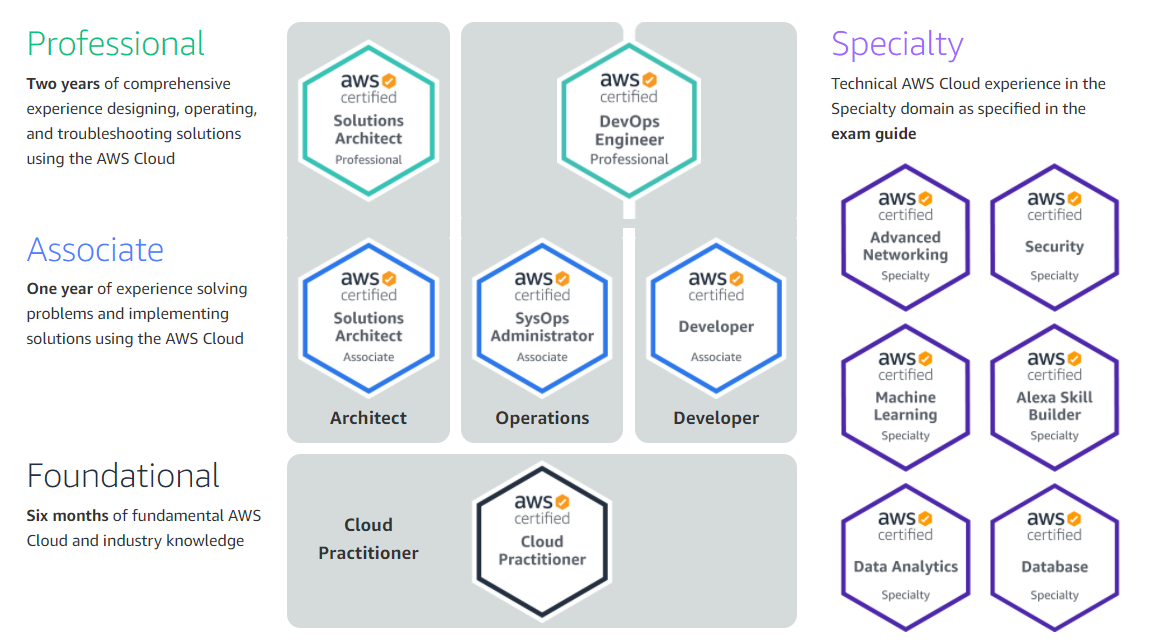 Professional
Two years of comprehensive
experience designing, operating,
and troubleshooting solutions
using the AWS Cloud
aws
certified
Solutions
Architect
Professional
aws
certified
DevOps
Engineer
Professional
Associate
One year of experience solving
problems and implementing
solutions using the AWS Cloud
aws
certified
Solutions
Architect
Associate
Architect
aws
certified
SysOps
Administrator
Associate
Operations
aws
certified
Developer
Associate
Developer
Foundational
Six months of fundamental AWS
Cloud and industry knowledge
Cloud
Practitioner
aws
certified
Cloud
Practitioner
Specialty
Technical AWS Cloud experience in the
Specialty domain as specified in the
exam guide
aws
certified
Advanced
Networking
Specialty
aws
certified
Security
Specialty
aws
certified
Machine
Learning
Specialty
aws
certified
Alexa Skill
Builder
Specialty
aws
certified
Data Analytics
Specialty
aws
certified
Database
Specialty